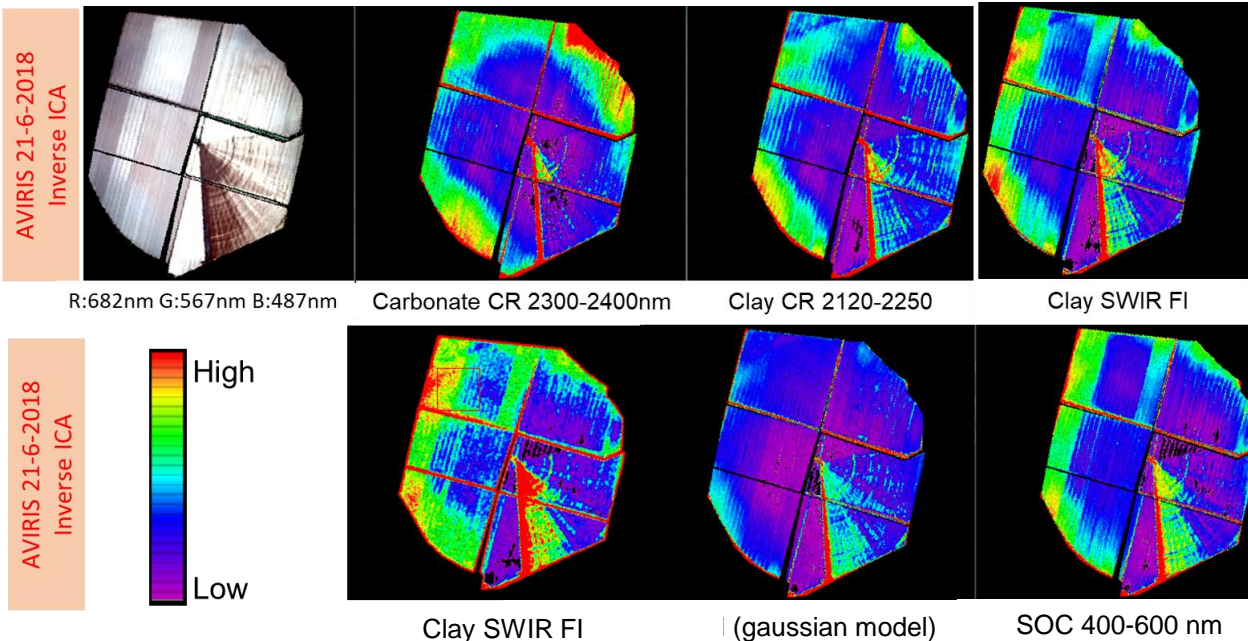 AVIRIS 21-6-2018
Inverse ICA
R:682nm G:567nm B:487nm
Carbonate CR 2300-2400nm
Clay CR 2120-2250
Clay SWIR FI
AVIRIS 21-6-2018
Inverse ICA
High
Low
Clay SWIR FI
(gaussian model)
SOC 400-600 nm